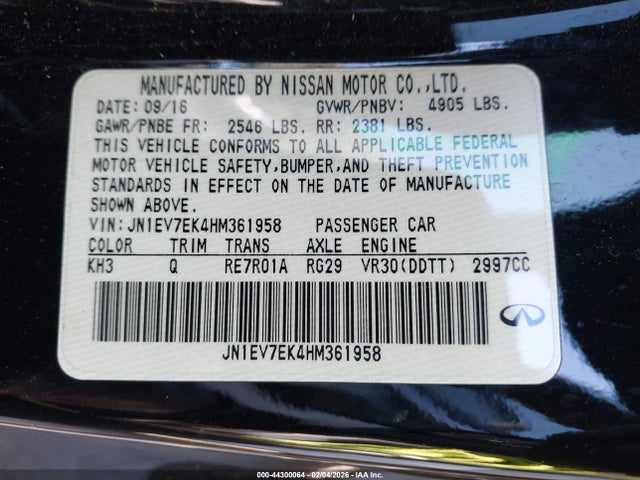 MANUFACTURED BY NISSAN MOTOR CO.,LTD.
DATE: 09/16 GVWR/PNBV: 4905 LBS.
GAWR/PNBE FR: 2546 LBS. RR: 2381 LBS.
THIS VEHICLE CONFORMS TO ALL APPLICABLE FEDERAL
MOTOR VEHICLE SAFETY,BUMPER,AND THEFT PREVENTION
STANDARDS IN EFFECT ON THE DATE OF MANUFACTURE
SHOWN ABOVE.
VIN: JN1EV7EK4HM361958 PASSENGER CAR
COLOR TRIM TRANS AXLE ENGINE
KH3 Q RE7R01A RG29 VR30(DDTT) 2997CC
JN1EV7EK4HM361958
000-44300064 - 02/04/2026 - IAA Inc.